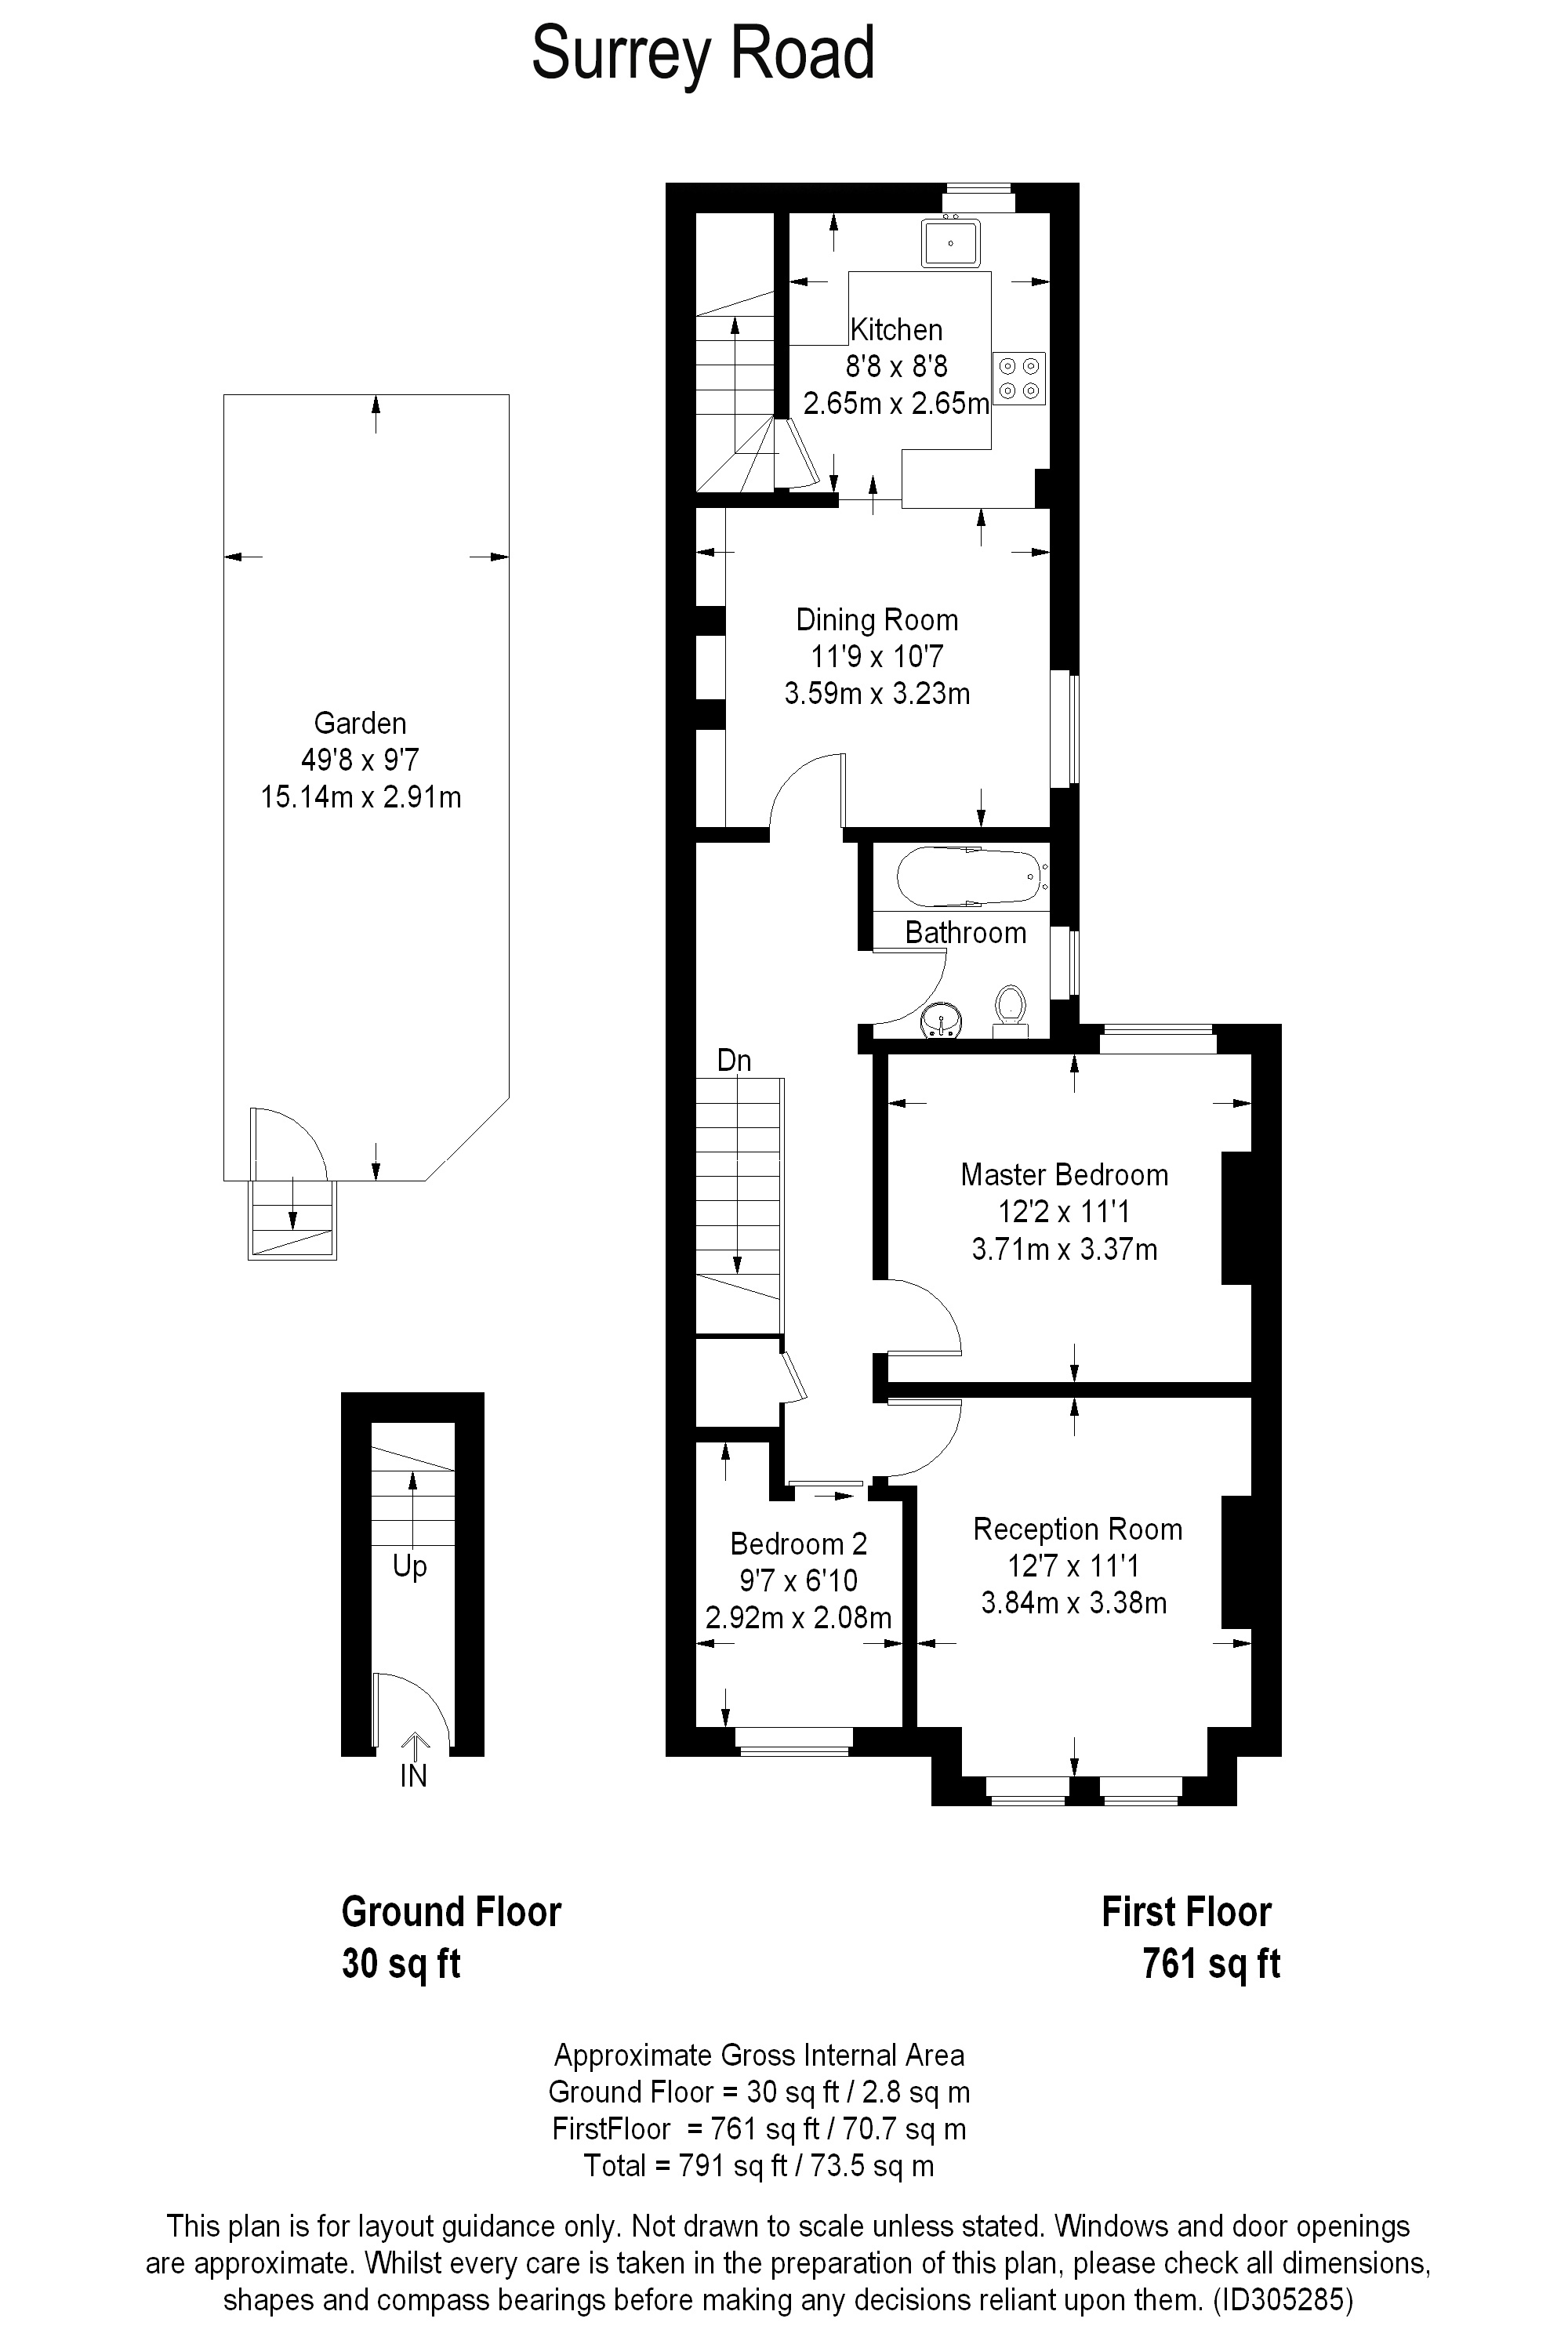 Surrey Road
Kitchen
8'8 x 8'8
2.65m x 2.65m
Dining Room
11'9 x 10'7
3.59m x 3.23m
Garden
49'8 x 9'7
15.14m x 2.91m
Bathroom
Dn
Master Bedroom
12'2 x 11'1
3.71m x 3.37m
Reception Room
12'7 x 11'1
3.84m x 3.38m
Bedroom 2
9'7 x 6'10
2.92m x 2.08m
Up
IN
Ground Floor
30 sq ft
First Floor
761 sq ft
Approximate Gross Internal Area
Ground Floor = 30 sq ft / 2.8 sq m
FirstFloor = 761 sq ft / 70.7 sq m
Total = 791 sq ft / 73.5 sq m
This plan is for layout guidance only. Not drawn to scale unless stated. Windows and door openings
are approximate. Whilst every care is taken in the preparation of this plan, please check all dimensions,
shapes and compass bearings before making any decisions reliant upon them. (ID305285)